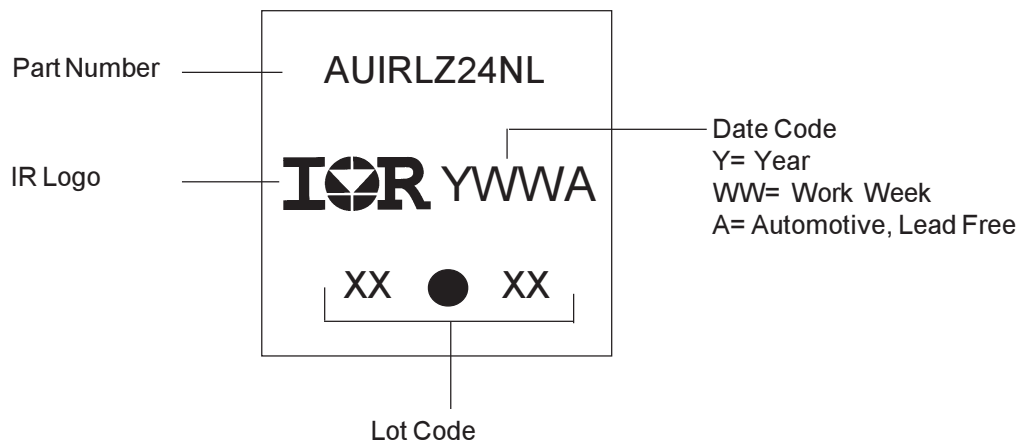 Part Number
AUIRLZ24NL
IR Logo
IOR YWWA
Date Code
Y= Year
WW= Work Week
A= Automotive, Lead Free
XX XX
Lot Code